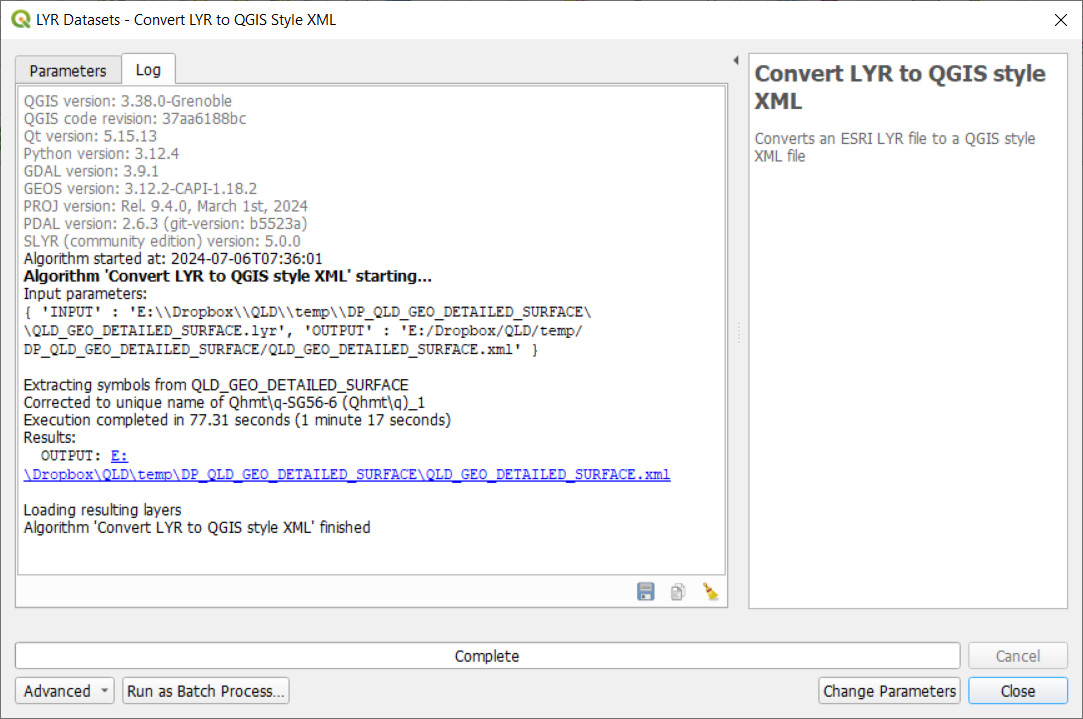 LYR Datasets - Convert LYR to QGIS Style XML
Parameters
Log
QGIS version: 3.38.0-Grenoble
QGIS code revision: 37aa6188bc
Qt version: 5.15.13
Python version: 3.12.4
GDAL version: 3.9.1
GEOS version: 3.12.2-CAPI-1.18.2
PROJ version: Rel. 9.4.0, March 1st, 2024
PDAL version: 2.6.3 (git-version: b5523a)
SLYR (community edition) version: 5.0.0
Algorithm started at: 2024-07-06T07:36:01
Algorithm 'Convert LYR to QGIS style XML' starting...
Input parameters:
{ 'INPUT' : 'E:\\Dropbox\\QLD\\temp\\DP_QLD_GEO_DETAILED_SURFACE\
\QLD_GEO_DETAILED_SURFACE.lyr', 'OUTPUT' : 'E:/Dropbox/QLD/temp/
DP_QLD_GEO_DETAILED_SURFACE/QLD_GEO_DETAILED_SURFACE.xml' }
Extracting symbols from QLD_GEO_DETAILED_SURFACE
Corrected to unique name of Qhmt\q-SG56-6 (Qhmt\q)_1
Execution completed in 77.31 seconds (1 minute 17 seconds)
Results:
OUTPUT: E:
\Dropbox\QLD\temp\DP_QLD_GEO_DETAILED_SURFACE\QLD_GEO_DETAILED_SURFACE.xml
Loading resulting layers
Algorithm 'Convert LYR to QGIS style XML' finished
Convert LYR to QGIS style
XML
Converts an ESRI LYR file to a QGIS style
XML file
Complete
Cancel
Advanced
Run as Batch Process...
Change Parameters
Close